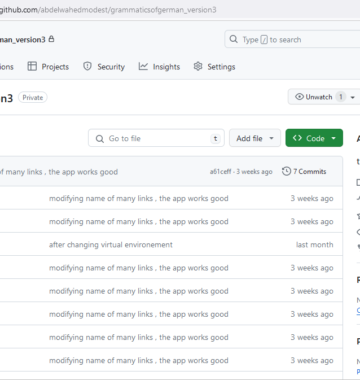 github.com/abdelwahedmodest/grammaticsofgerman_version3
man_version3
Type / to search
ons
Projects
Security
Insights
Settings
n3
Private
Unwatch 1
Go to file t
Add file
Code
of many links , the app works good
a61ceff · 3 weeks ago
7 Commits
modifying name of many links , the app works good 3 weeks ago
modifying name of many links , the app works good 3 weeks ago
after changing virtual environement last month
modifying name of many links , the app works good 3 weeks ago
modifying name of many links , the app works good 3 weeks ago
modifying name of many links , the app works good 3 weeks ago
modifying name of many links , the app works good 3 weeks ago
modifying name of many links , the app works good 3 weeks ago